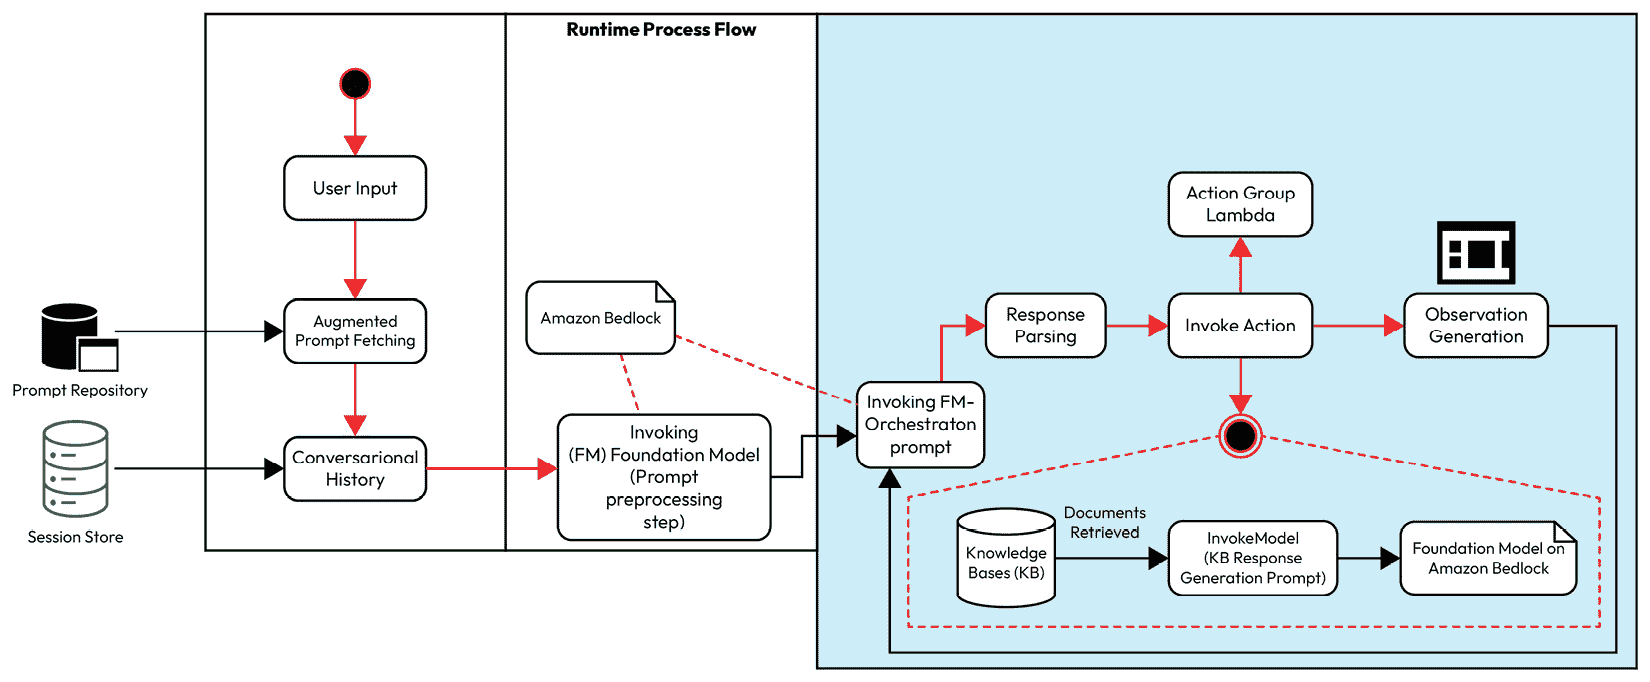 Runtime Process Flow
User Input
Augmented
Prompt Fetching
Prompt Repository
Conversarional
History
Session Store
Amazon Bedlock
Invoking
(FM) Foundation Model
(Prompt
preprocessing
step)
Invoking FM-
Orchestraton
prompt
Response
Parsing
Invoke Action
Action Group
Lambda
Observation
Generation
Knowledge
Bases (KB)
Documents
Retrieved
InvokeModel
(KB Response
Generation Prompt)
Foundation Model on
Amazon Bedlock